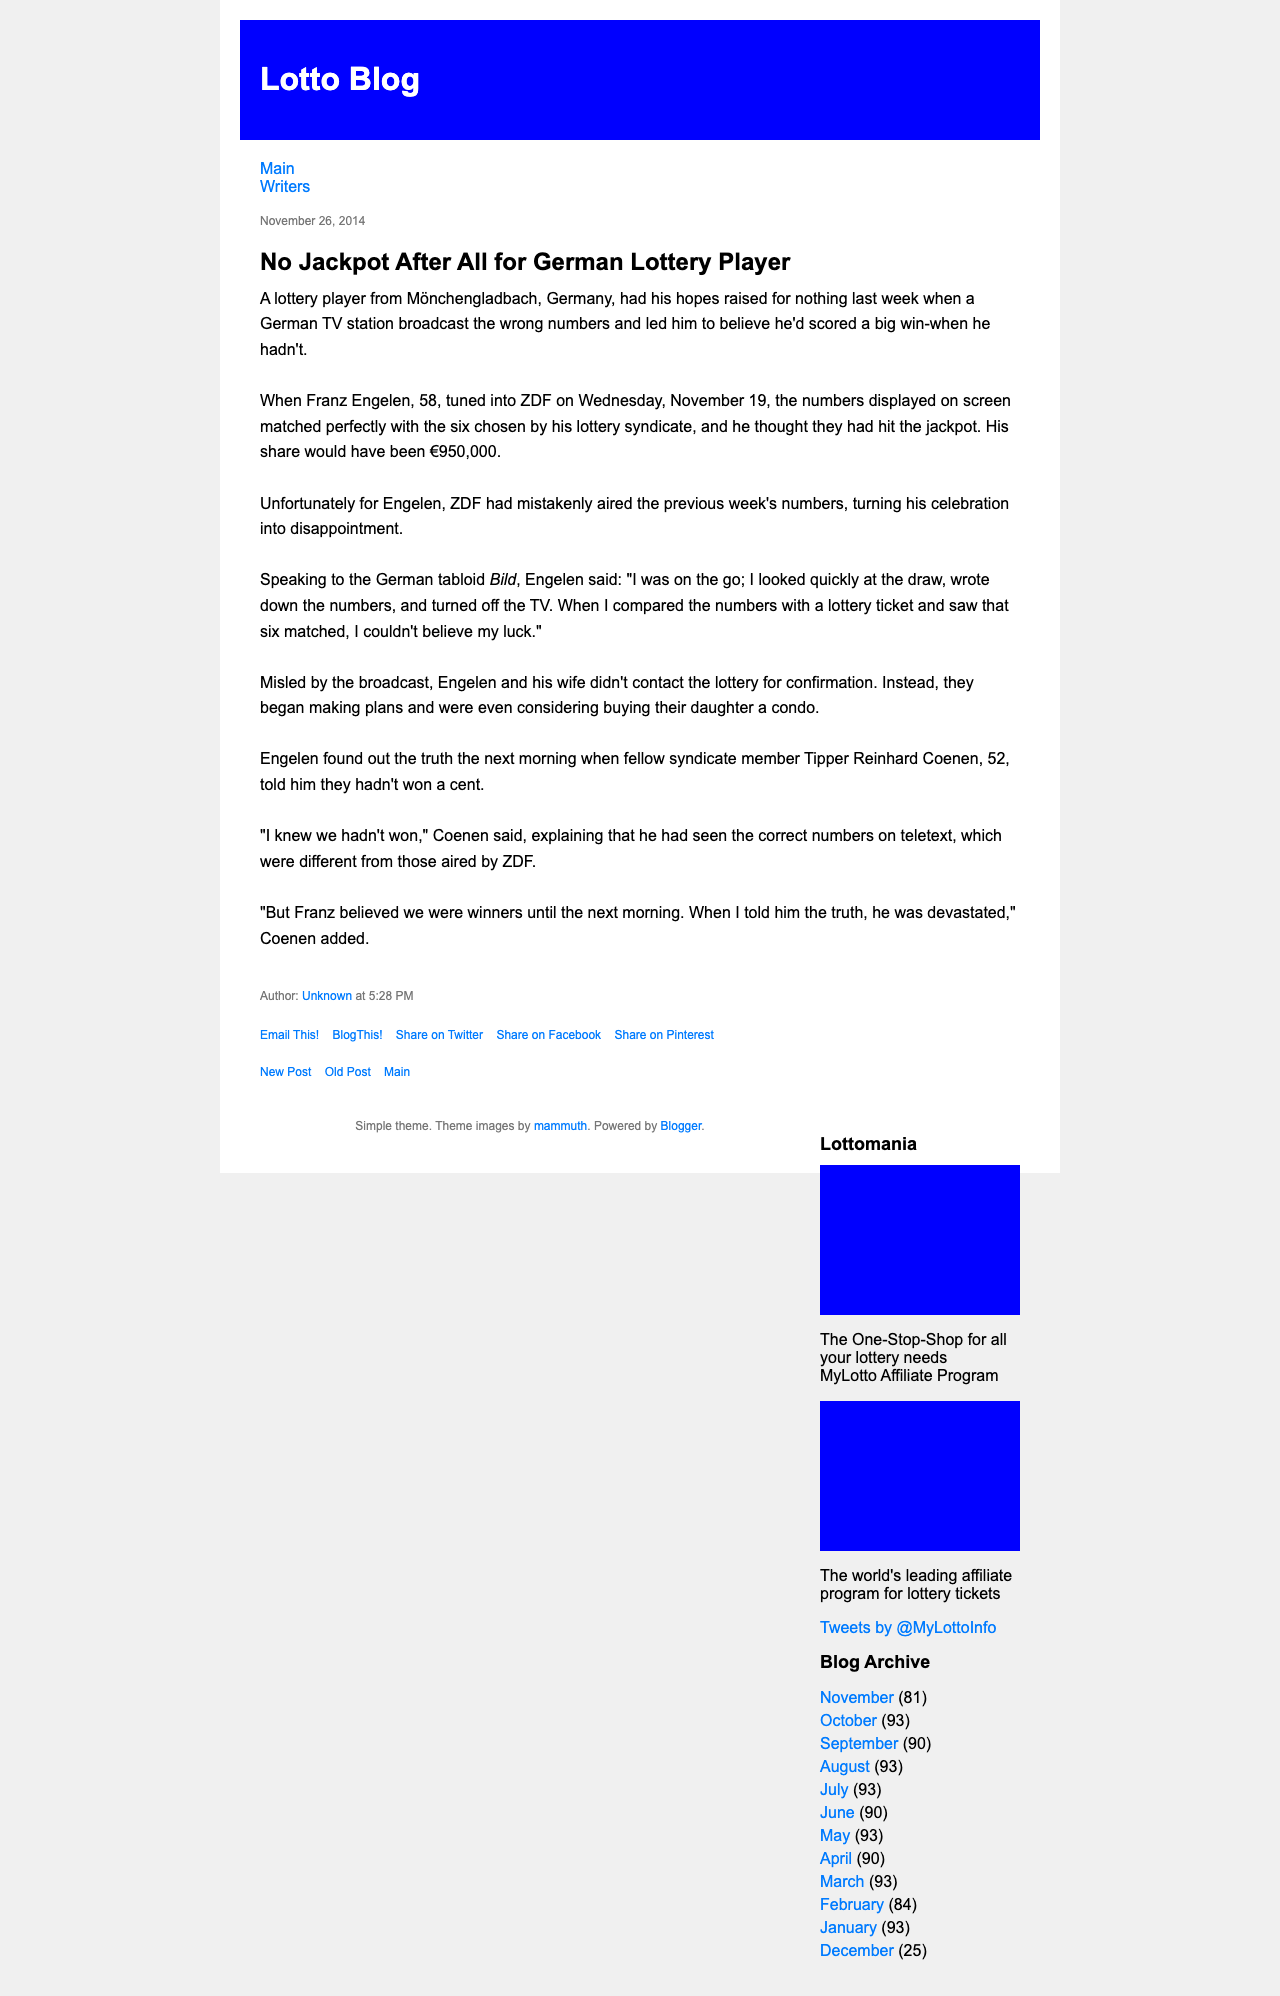 Lotto Blog
Main
Writers
November 26, 2014
No Jackpot After All for German Lottery Player
A lottery player from Mönchengladbach, Germany, had his hopes raised for nothing last week when a
German TV station broadcast the wrong numbers and led him to believe he'd scored a big win-when he
hadn't.
When Franz Engelen, 58, tuned into ZDF on Wednesday, November 19, the numbers displayed on screen
matched perfectly with the six chosen by his lottery syndicate, and he thought they had hit the jackpot. His
share would have been €950,000.
Unfortunately for Engelen, ZDF had mistakenly aired the previous week's numbers, turning his celebration
into disappointment.
Speaking to the German tabloid Bild, Engelen said: "I was on the go; I looked quickly at the draw, wrote
down the numbers, and turned off the TV. When I compared the numbers with a lottery ticket and saw that
six matched, I couldn't believe my luck."
Misled by the broadcast, Engelen and his wife didn't contact the lottery for confirmation. Instead, they
began making plans and were even considering buying their daughter a condo.
Engelen found out the truth the next morning when fellow syndicate member Tipper Reinhard Coenen, 52,
told him they hadn't won a cent.
"I knew we hadn't won," Coenen said, explaining that he had seen the correct numbers on teletext, which
were different from those aired by ZDF.
"But Franz believed we were winners until the next morning. When I told him the truth, he was devastated,"
Coenen added.
Author: Unknown at 5:28 PM
Email This! BlogThis! Share on Twitter Share on Facebook Share on Pinterest
New Post Old Post Main
Simple theme. Theme images by mammuth. Powered by Blogger.
Lottomania
The One-Stop-Shop for all
your lottery needs
MyLotto Affiliate Program
The world's leading affiliate
program for lottery tickets
Tweets by @MyLottoInfo
Blog Archive
November (81)
October (93)
September (90)
August (93)
July (93)
June (90)
May (93)
April (90)
March (93)
February (84)
January (93)
December (25)